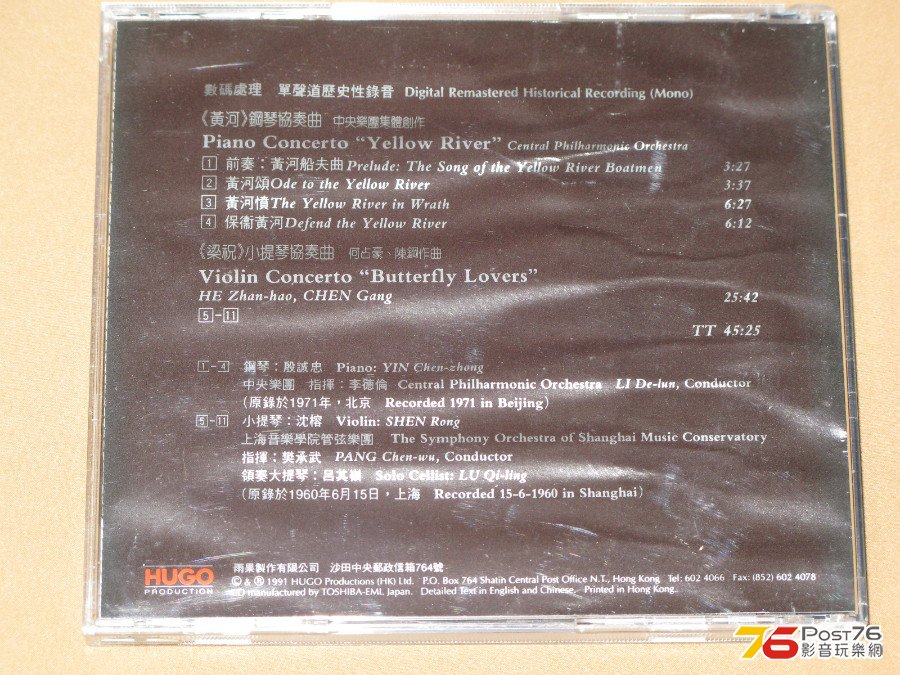 數碼處理 單聲道歷史性錄音 Digital Remastered Historical Recording (Mono)
《黃河》鋼琴協奏曲 中央樂團集體創作
Piano Concerto "Yellow River" Central Philharmonic Orchestra
1 前奏：黃河船夫曲 Prelude: The Song of the Yellow River Boatmen 3:27
2 黃河頌 Ode to the Yellow River 3:37
3 黃河憤 The Yellow River in Wrath 6:27
4 保衞黃河 Defend the Yellow River 6:12
《梁祝》小提琴協奏曲 何占豪、陳鋼作曲
Violin Concerto "Butterfly Lovers"
HE Zhan-hao, CHEN Gang 25:42
5-11
TT 45:25
1-4 鋼琴：殷誠忠 Piano: YIN Chen-zhong
中央樂團 指揮：李德倫 Central Philharmonic Orchestra LI De-lun, Conductor
（原錄於1971年，北京 Recorded 1971 in Beijing）
5-11 小提琴：沈榕 Violin: SHEN Rong
上海音樂學院管弦樂團 The Symphony Orchestra of Shanghai Music Conservatory
指揮：樊承武 PANG Chen-wu, Conductor
領奏大提琴：呂其嶺 Solo Cellist: LU Qi-ling
（原錄於1960年6月15日，上海 Recorded 15-6-1960 in Shanghai）
HUGO
PRODUCTION
雨果製作有限公司 沙田中央郵政信箱764號
© & ℗ 1991 HUGO Productions (HK) Ltd. P.O. Box 764 Shatin Central Post Office N.T., Hong Kong Tel: 602 4066 Fax: (852) 602 4078
manufactured by TOSHIBA-EMI, Japan. Detailed Text in English and Chinese. Printed in Hong Kong.
76 Post76
影音玩樂網